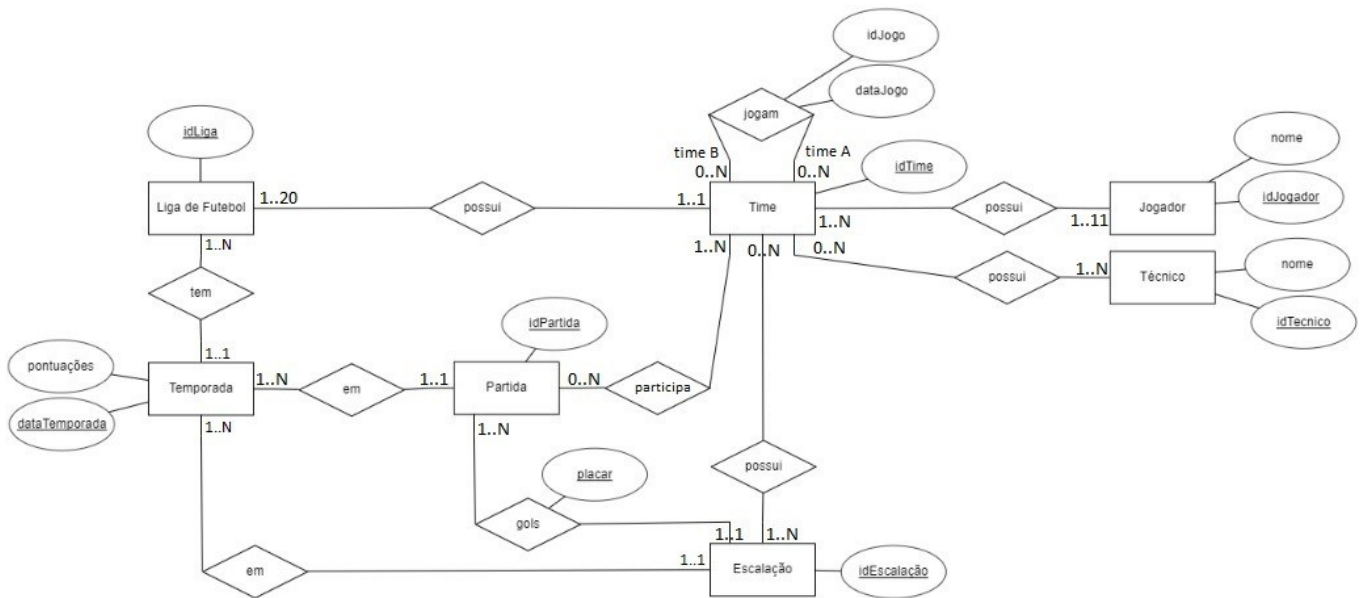 idJogo
dataJogo
jogam
idLiga
time B
time A
0..N
0..N
idTime
nome
Liga de Futebol
1..20
possui
1..1
Time
1..N
possui
1..11
Jogador
idJogador
1..N
1..N
0..N
0..N
possui
1..N
Técnico
nome
idTecnico
tem
1..1
idPartida
pontuações
Temporada
1..N
em
1..1
Partida
0..N
participa
dataTemporada
1..N
1..N
possui
placar
gols
1..1
1..N
em
1..1
Escalação
idEscalação